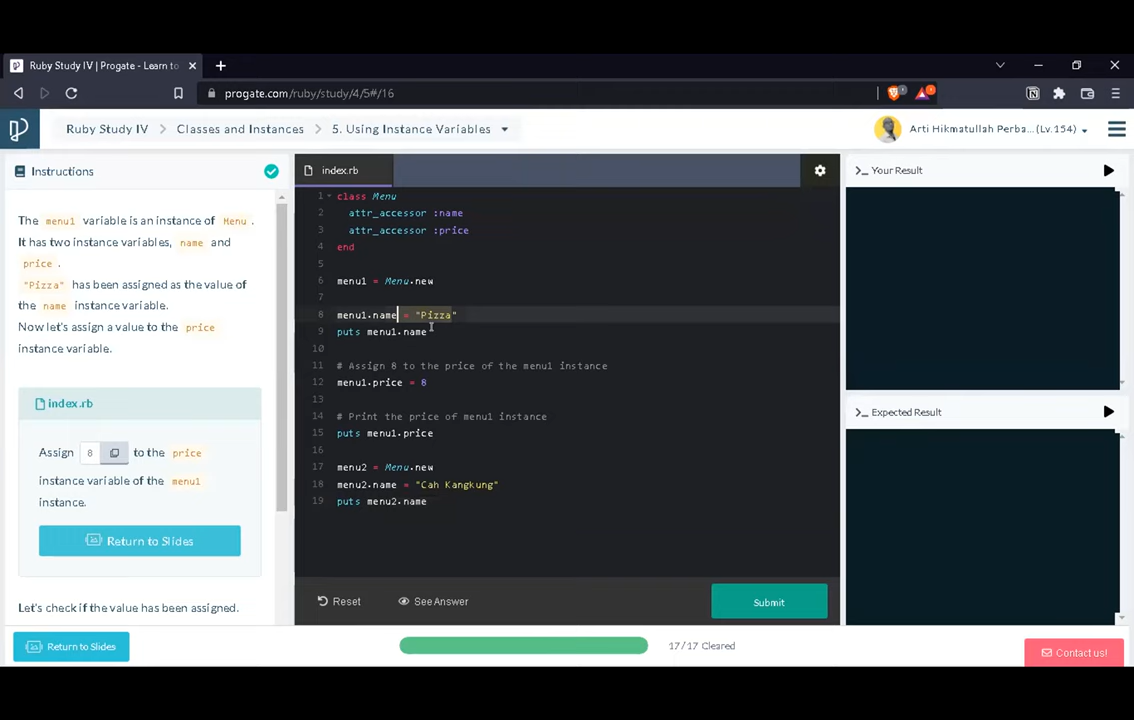 Ruby Study IV | Progate - Learn to
progate.com/ruby/study/4/5#/16
Ruby Study IV > Classes and Instances > 5. Using Instance Variables
Arti Hikmatullah Perba... (Lv.154)
Instructions
The menu1 variable is an instance of Menu .
It has two instance variables, name and
price .
"Pizza" has been assigned as the value of
the name instance variable.
Now let's assign a value to the price
instance variable.
index.rb
Assign 8 to the price
instance variable of the menu1
instance.
Return to Slides
Let's check if the value has been assigned.
Return to Slides
index.rb
1 class Menu
2 attr_accessor :name
3 attr_accessor :price
4 end
5
6 menu1 = Menu.new
7
8 menu1.name = "Pizza"
9 puts menu1.name
10
11 # Assign 8 to the price of the menu1 instance
12 menu1.price = 8
13
14 # Print the price of menu1 instance
15 puts menu1.price
16
17 menu2 = Menu.new
18 menu2.name = "Cah Kangkung"
19 puts menu2.name
Reset
See Answer
Submit
17/17 Cleared
>_ Your Result
>_ Expected Result
Contact us!